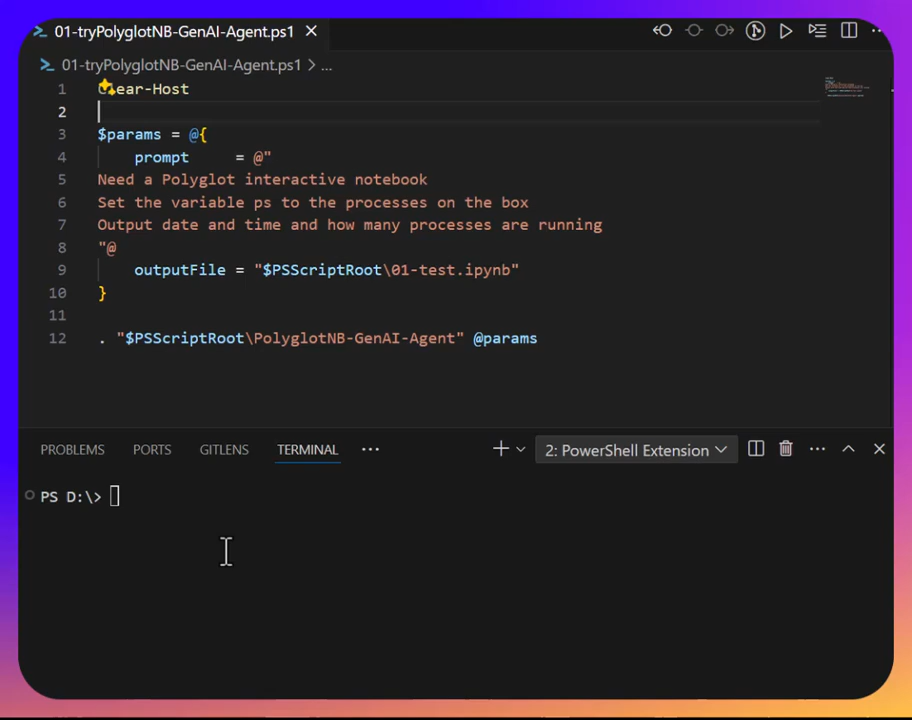 01-tryPolyglotNB-GenAI-Agent.ps1
01-tryPolyglotNB-GenAI-Agent.ps1 > ...
1 Clear-Host
2
3 $params = @{
4 prompt = @"
5 Need a Polyglot interactive notebook
6 Set the variable ps to the processes on the box
7 Output date and time and how many processes are running
8 "@
9 outputFile = "$PSScriptRoot\01-test.ipynb"
10 }
11
12 . "$PSScriptRoot\PolyglotNB-GenAI-Agent" @params
PROBLEMS PORTS GITLENS TERMINAL ... 2: PowerShell Extension
PS D:\>